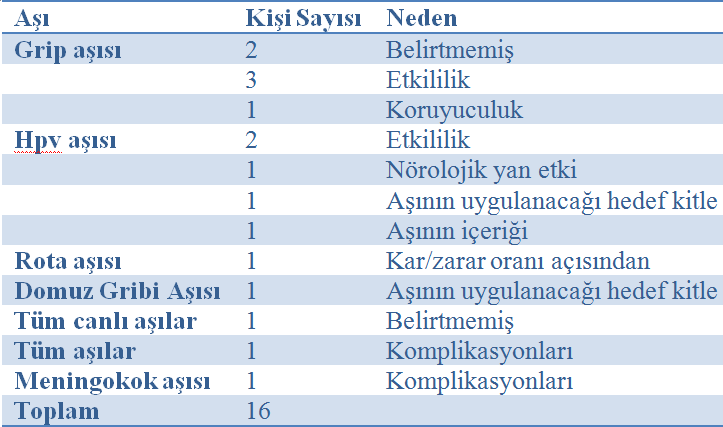 Aşı Kişi Sayısı Neden
Grip aşısı 2 Belirtmemiş
3 Etkililik
1 Koruyuculuk
Hpv aşısı 2 Etkililik
1 Nörolojik yan etki
1 Aşının uygulanacağı hedef kitle
1 Aşının içeriği
Rota aşısı 1 Kar/zarar oranı açısından
Domuz Gribi Aşısı 1 Aşının uygulanacağı hedef kitle
Tüm canlı aşılar 1 Belirtmemiş
Tüm aşılar 1 Komplikasyonları
Meningokok aşısı 1 Komplikasyonları
Toplam 16